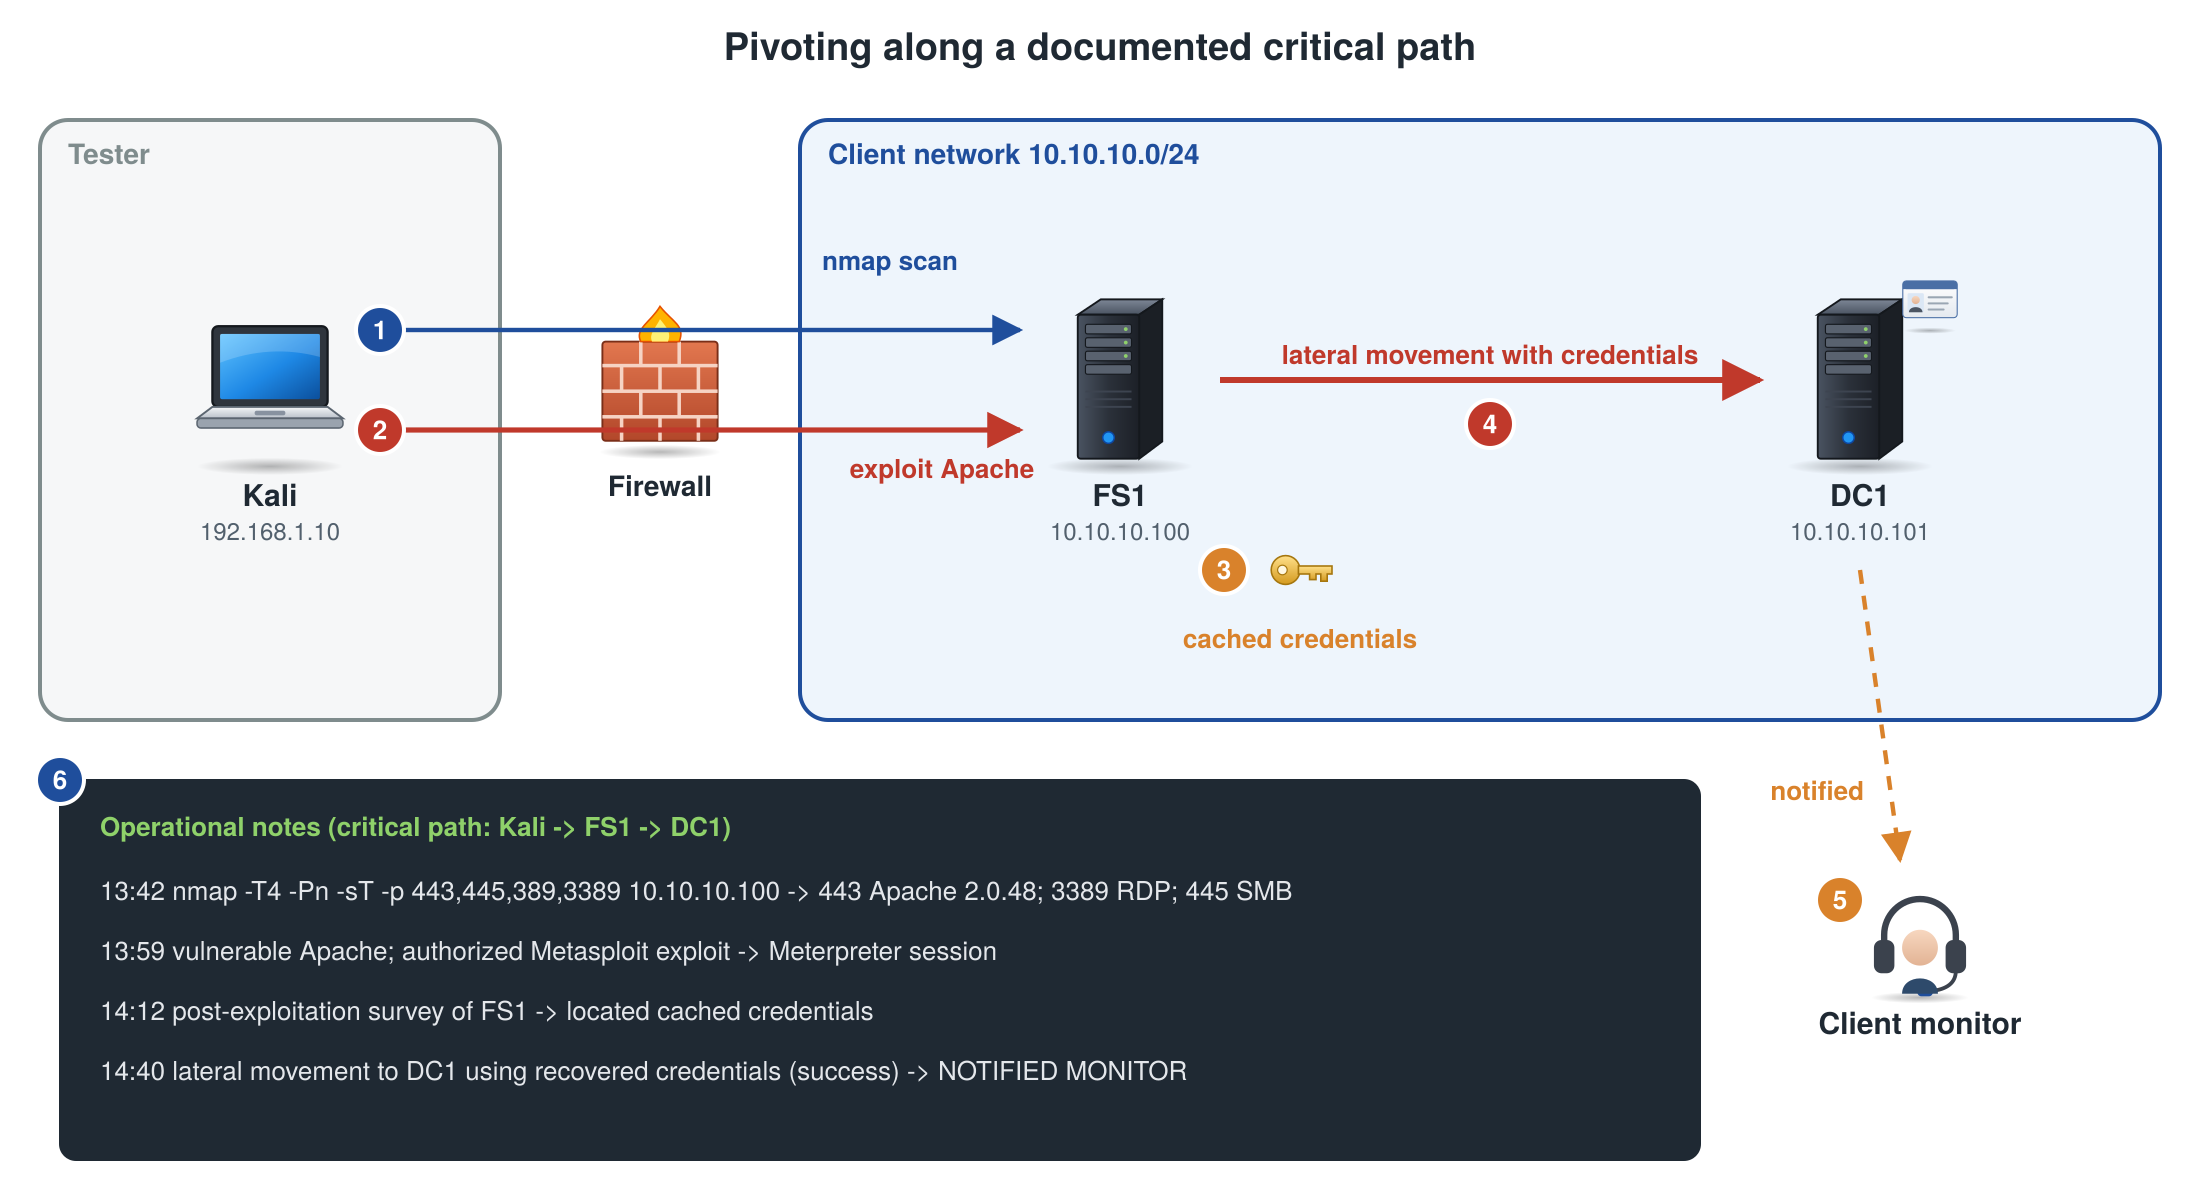 Pivoting along a documented critical path
Tester
Client network 10.10.10.0/24
nmap scan
1
lateral movement with credentials
2
4
exploit Apache
Firewall
Kali
192.168.1.10
FS1
10.10.10.100
DC1
10.10.10.101
3
cached credentials
6
notified
Operational notes (critical path: Kali -> FS1 -> DC1)
13:42 nmap -T4 -Pn -sT -p 443,445,389,3389 10.10.10.100 -> 443 Apache 2.0.48; 3389 RDP; 445 SMB
13:59 vulnerable Apache; authorized Metasploit exploit -> Meterpreter session
14:12 post-exploitation survey of FS1 -> located cached credentials
14:40 lateral movement to DC1 using recovered credentials (success) -> NOTIFIED MONITOR
5
Client monitor